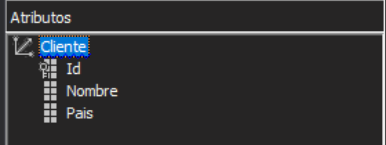 Atributos
Cliente
Id
Nombre
Pais